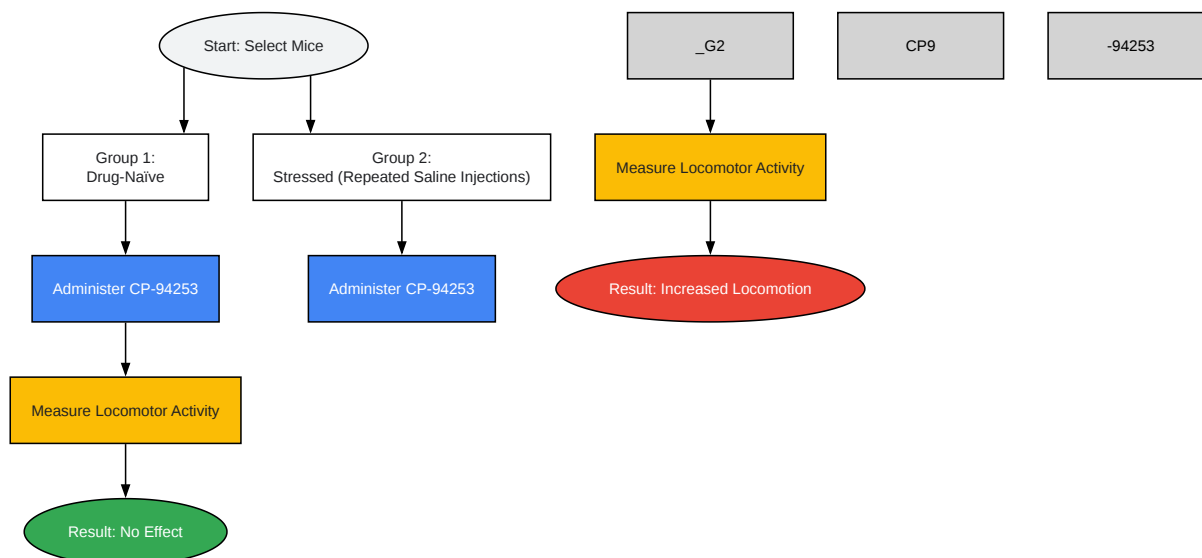 Start: Select Mice
_G2
CP9
-94253
Group 1:
Drug-Naïve
Group 2:
Stressed (Repeated Saline Injections)
Measure Locomotor Activity
Administer CP-94253
Administer CP-94253
Result: Increased Locomotion
Measure Locomotor Activity
Result: No Effect